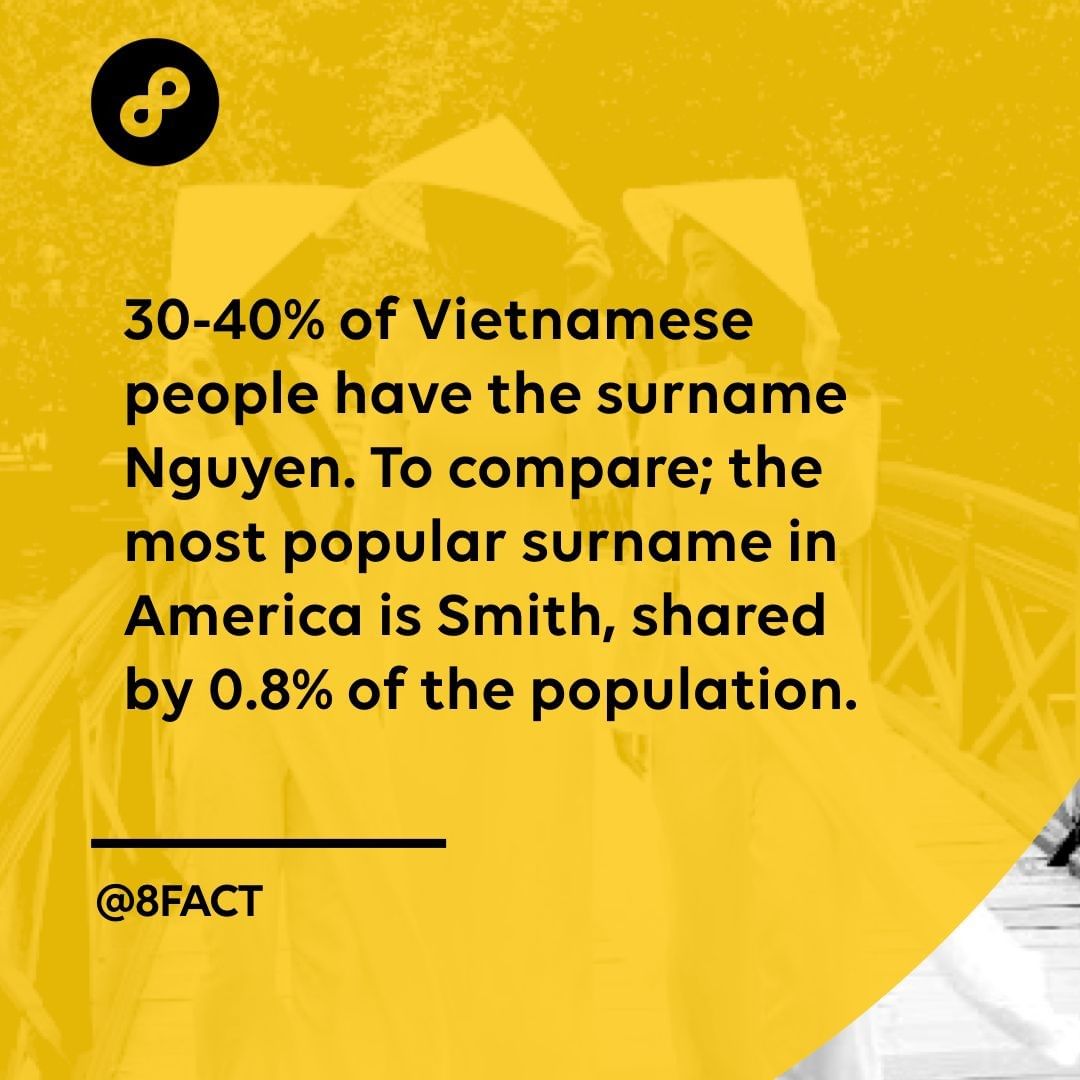 30-40% of Vietnamese
people have the surname
Nguyen. To compare; the
most popular surname in
America is Smith, shared
by 0.8% of the population.
@8FACT